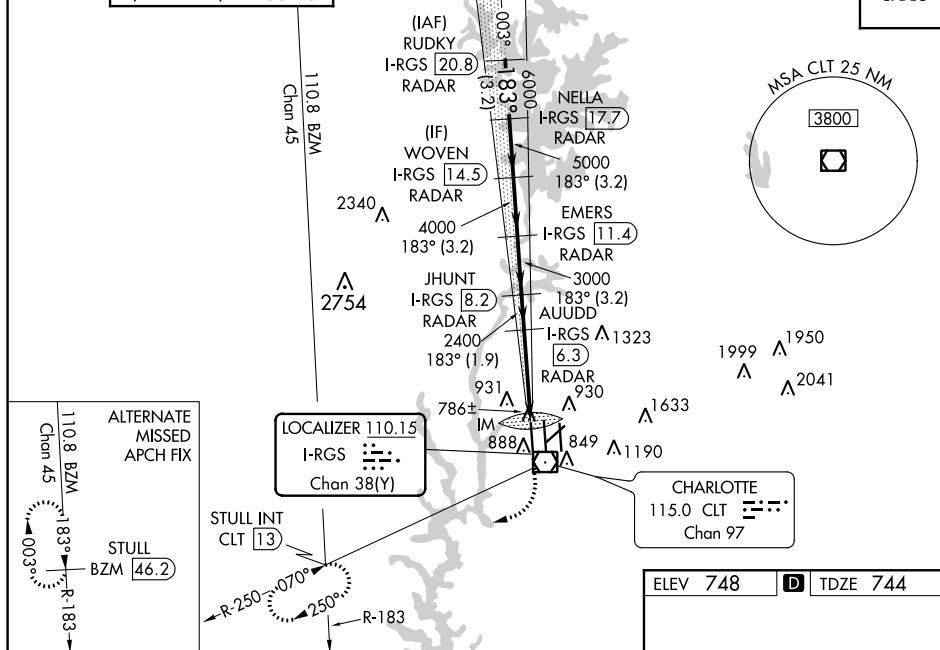 (IAF)
RUDKY
I-RGS 20.8
RADAR
(3.2)
003°
183°
6000
110.8 BZM
Chan 45
NELLA
I-RGS 17.7
RADAR
5000
183° (3.2)
MSA CLT 25 NM
3800
(IF)
WOVEN
I-RGS 14.5
RADAR
2340
4000
183° (3.2)
EMERS
I-RGS 11.4
RADAR
3000
183° (3.2)
2754
JHUNT
I-RGS 8.2
RADAR
2400
183° (1.9)
AUUDD
I-RGS
6.3
RADAR
1323
1950
1999
2041
931
930
1633
786±
IM
888
849
1190
LOCALIZER 110.15
I-RGS
Chan 38(Y)
CHARLOTTE
115.0 CLT
Chan 97
STULL INT
CLT 13
R-250
070°
250°
R-183
ALTERNATE
MISSED
APCH FIX
110.8 BZM
Chan 45
183°
003°
STULL
BZM 46.2
R-183
ELEV 748 D TDZE 744